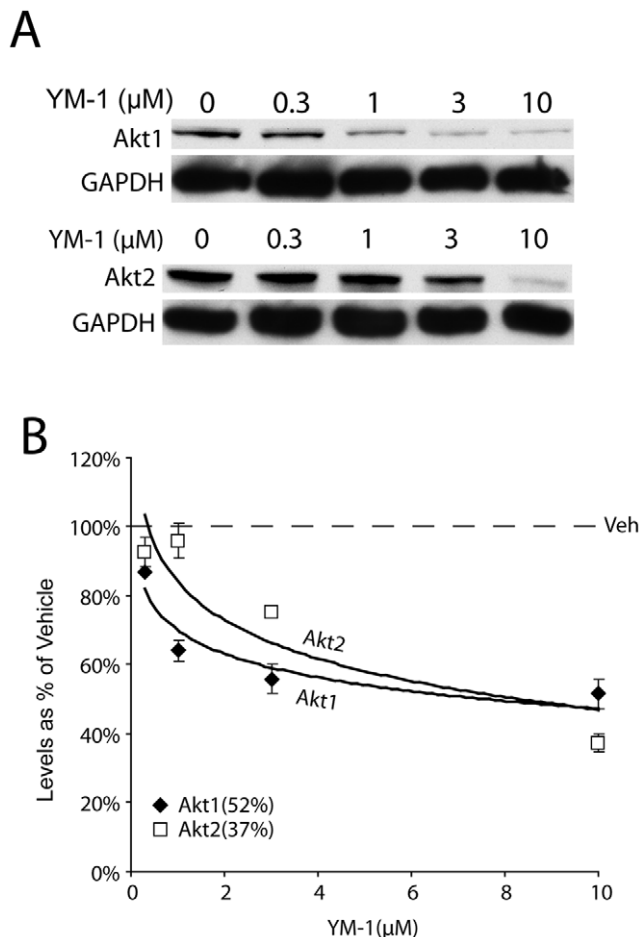 A
YM-1 (µM) 0 0.3 1 3 10
Akt1
GAPDH
YM-1 (µM) 0 0.3 1 3 10
Akt2
GAPDH
B
120%
100%
80%
60%
40%
20%
0%
Levels as % of Vehicle
Veh
Akt2
Akt1
Akt1(52%)
Akt2(37%)
0 2 4 6 8 10
YM-1(µM)